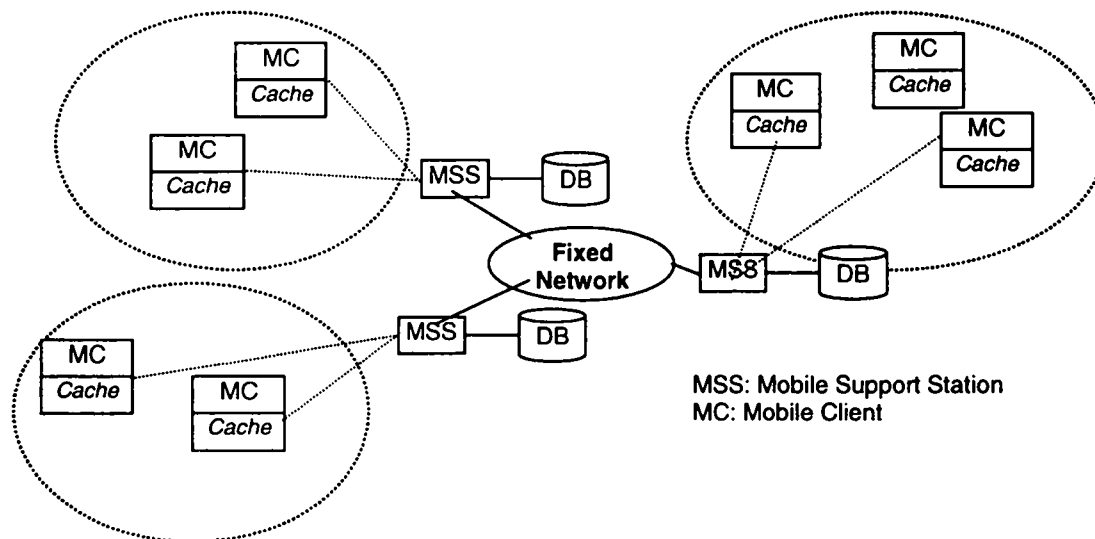 MC
Cache
MC
Cache
MSS
DB
MC
Cache
MC
Cache
MC
Cache
Fixed
Network
MSS
DB
MSS
DB
MC
Cache
MC
Cache
MSS: Mobile Support Station
MC: Mobile Client